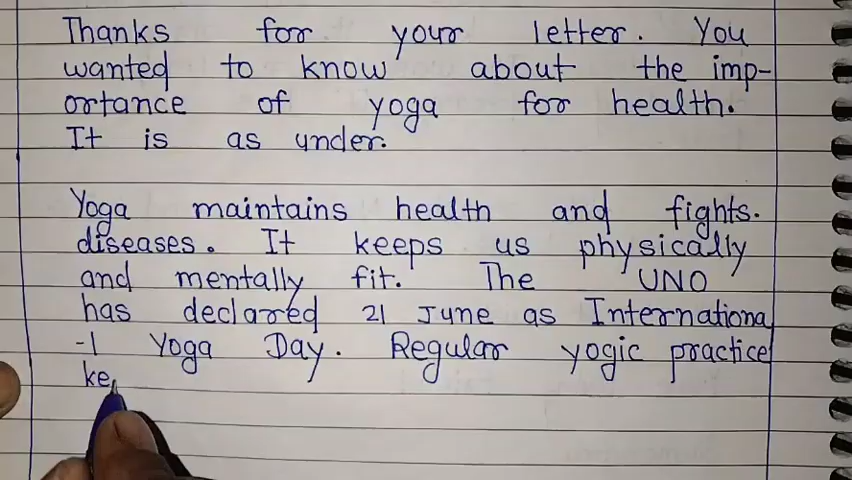 Thanks for your letter. You
wanted to know about the imp-
ortance of yoga for health.
It is as under.
Yoga maintains health and fights.
diseases. It keeps us physically
and mentally fit. The UNO
has declared 21 June as Internationa
-l Yoga Day. Regular yogic practice
ke